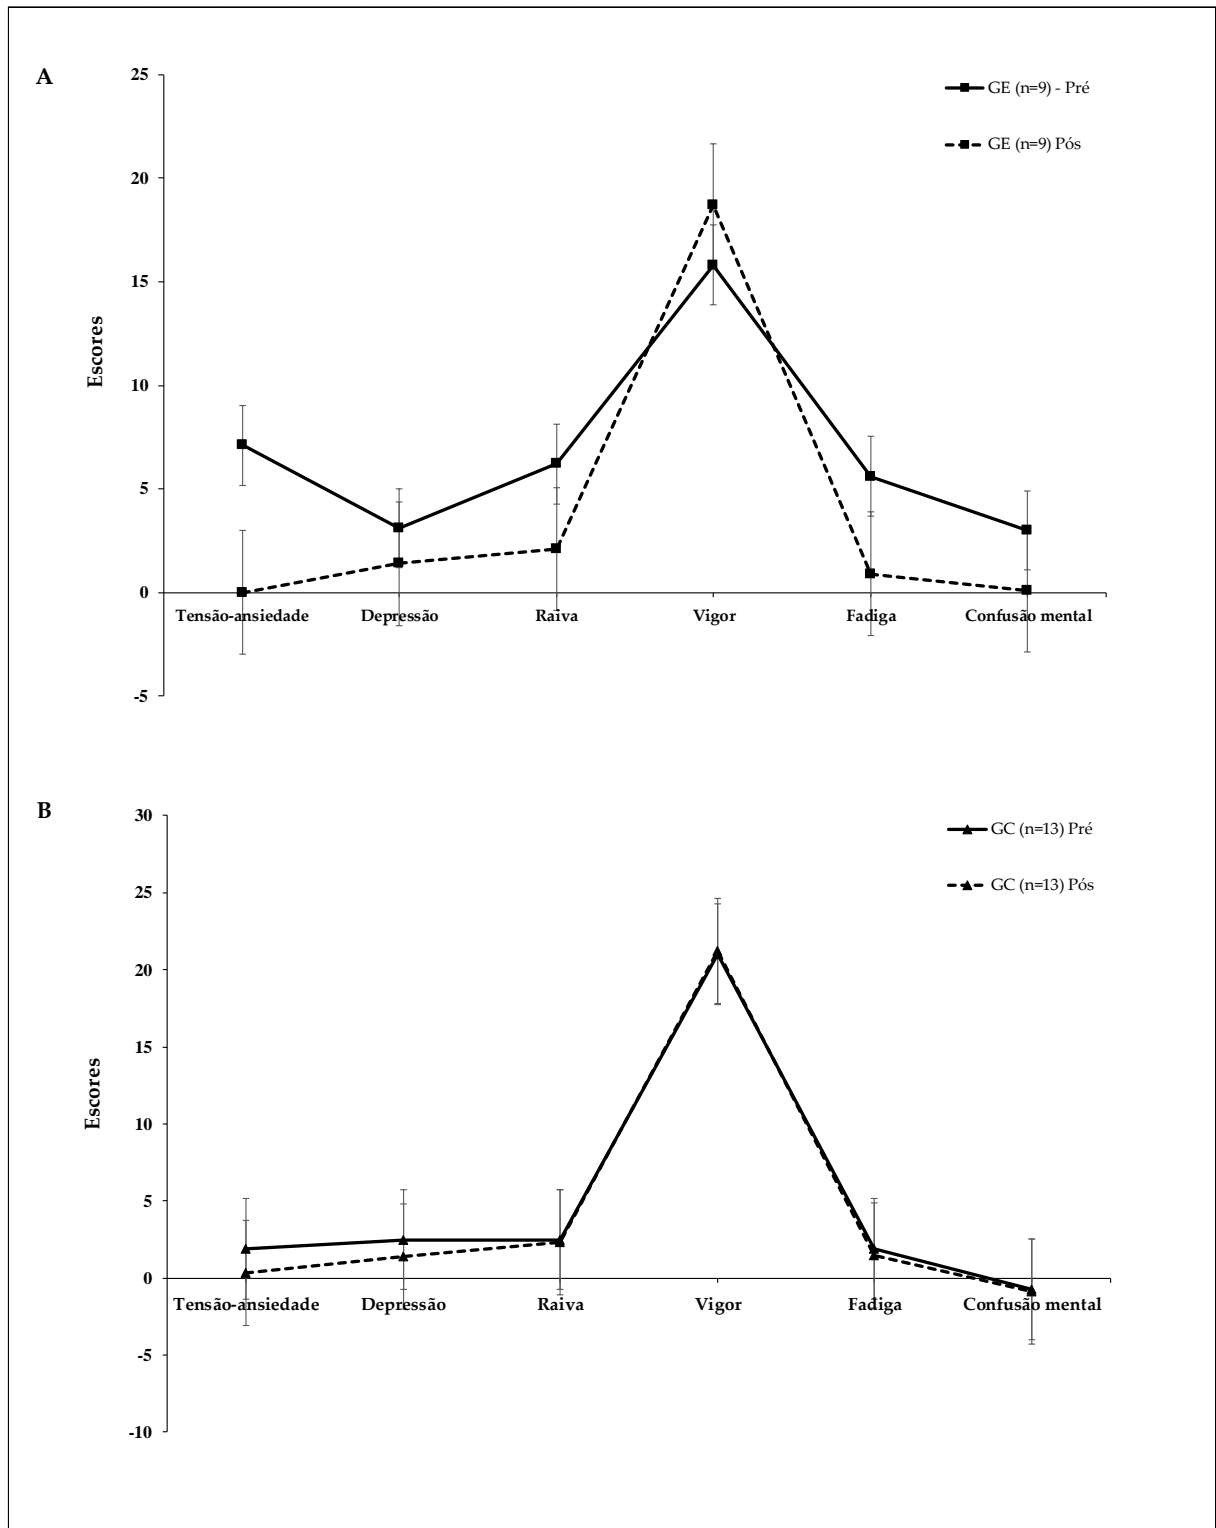 A
25
GE (n=9) - Pré
GE (n=9) Pós
20
15
10
5
0
-5
Escores
Tensão-ansiedade Depressão Raiva Vigor Fadiga Confusão mental
B
30
GC (n=13) Pré
GC (n=13) Pós
25
20
15
10
5
0
-5
-10
Escores
Tensão-ansiedade Depressão Raiva Vigor Fadiga Confusão mental